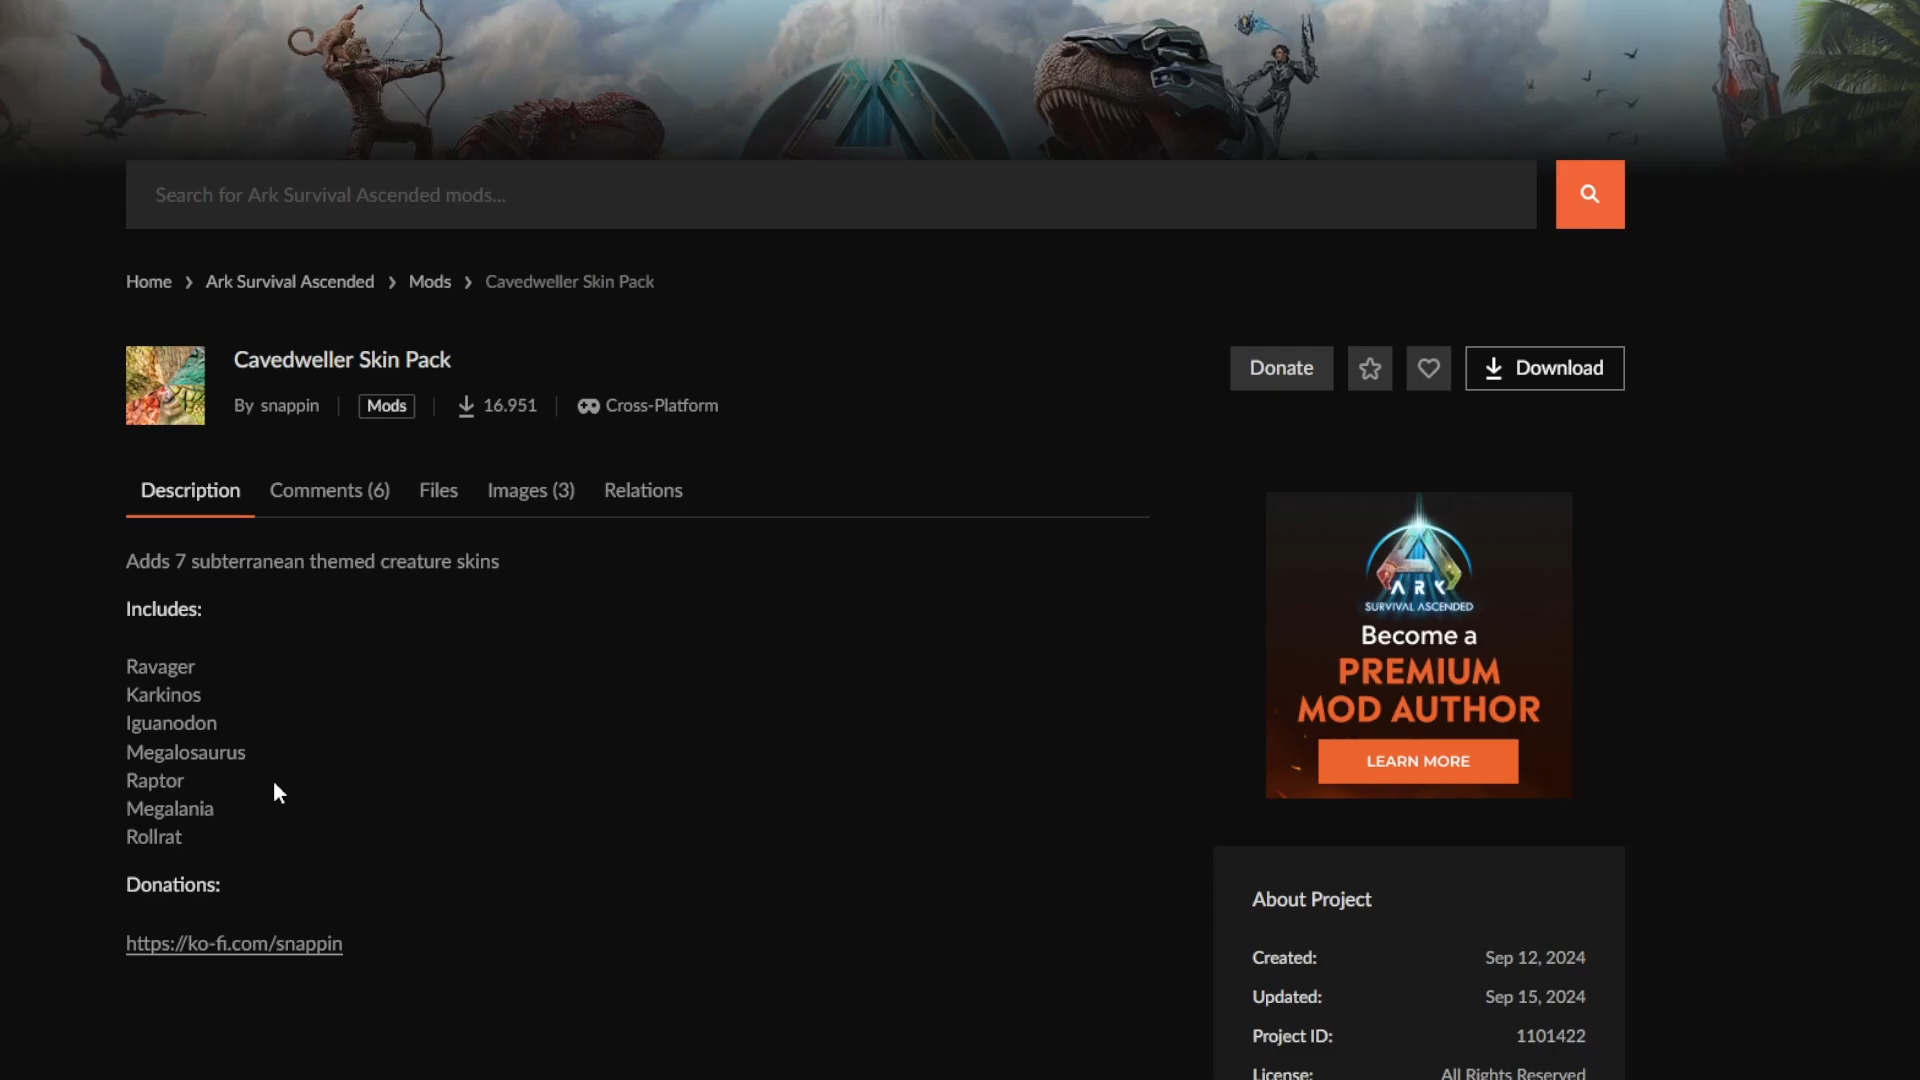 Search for Ark Survival Ascended mods...
Home > Ark Survival Ascended > Mods > Cavedweller Skin Pack
Cavedweller Skin Pack
By snappin | Mods | 16.951 | Cross-Platform
Donate
Download
Description
Comments (6)
Files
Images (3)
Relations
Adds 7 subterranean themed creature skins
Includes:
Ravager
Karkinos
Iguanodon
Megalosaurus
Raptor
Megalania
Rollrat
Donations:
https://ko-fi.com/snappin
ARK
SURVIVAL ASCENDED
Become a
PREMIUM
MOD AUTHOR
LEARN MORE
About Project
Created: Sep 12, 2024
Updated: Sep 15, 2024
Project ID: 1101422
License: All Rights Reserved